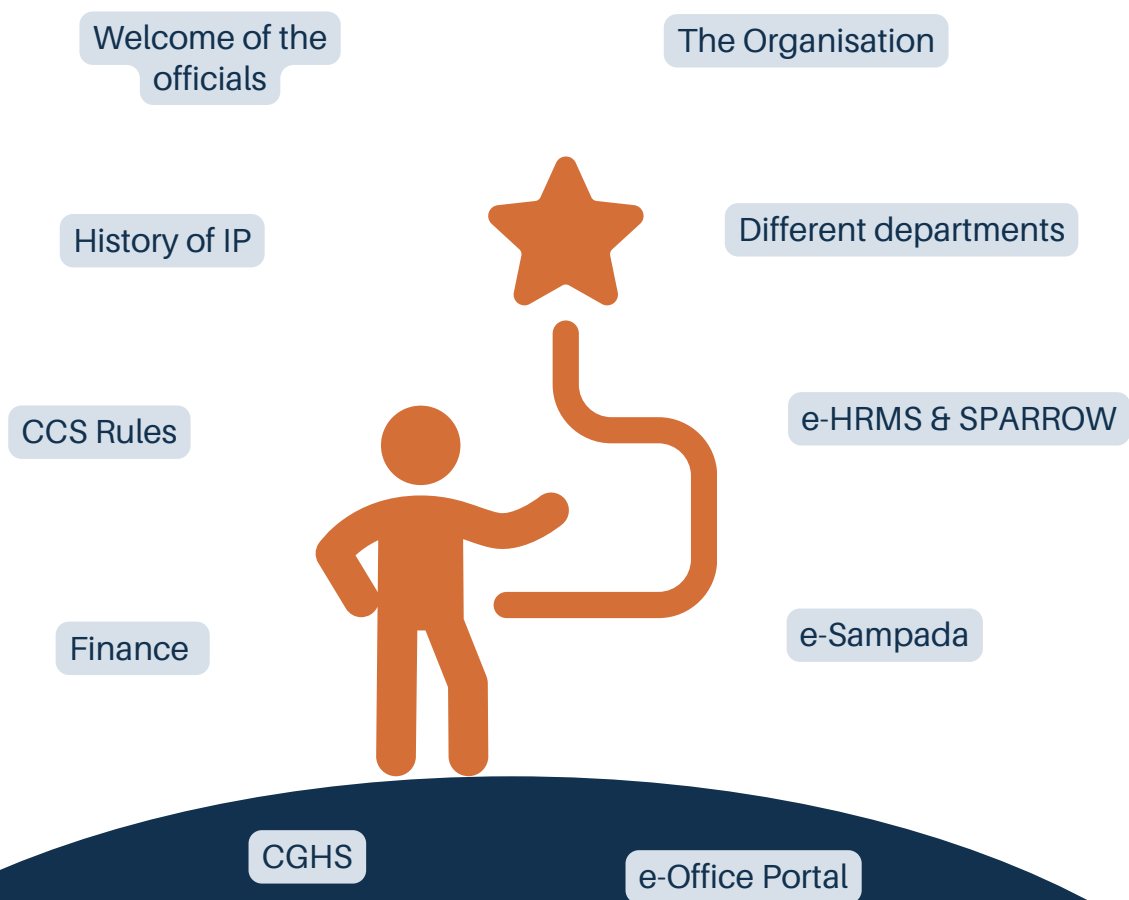 Welcome of the
officials
The Organisation
History of IP
Different departments
CCS Rules
e-HRMS & SPARROW
Finance
e-Sampada
CGHS
e-Office Portal